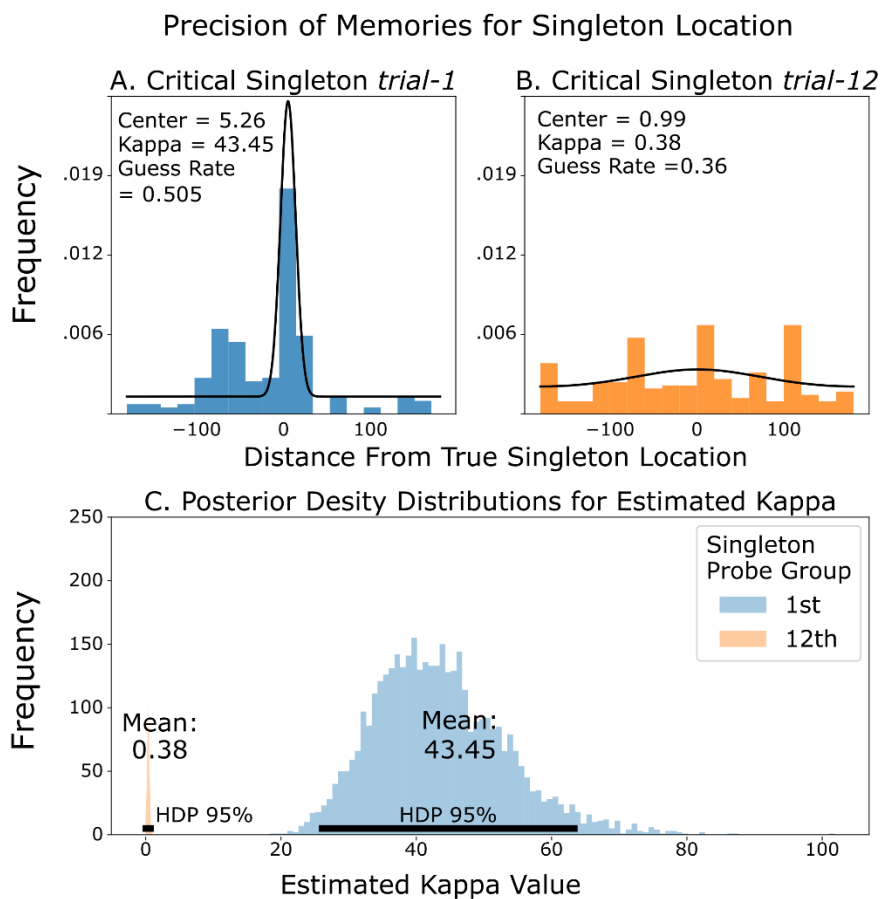 Precision of Memories for Singleton Location
A. Critical Singleton trial-1
B. Critical Singleton trial-12
Center = 5.26
Kappa = 43.45
Guess Rate
= 0.505
Center = 0.99
Kappa = 0.38
Guess Rate =0.36
Frequency
.019
.012
.006
.019
.012
.006
−100
0
100
−100
0
100
Distance From True Singleton Location
C. Posterior Desity Distributions for Estimated Kappa
Frequency
250
200
150
100
50
0
Singleton
Probe Group
1st
12th
Mean:
0.38
Mean:
43.45
HDP 95%
HDP 95%
0
20
40
60
80
100
Estimated Kappa Value